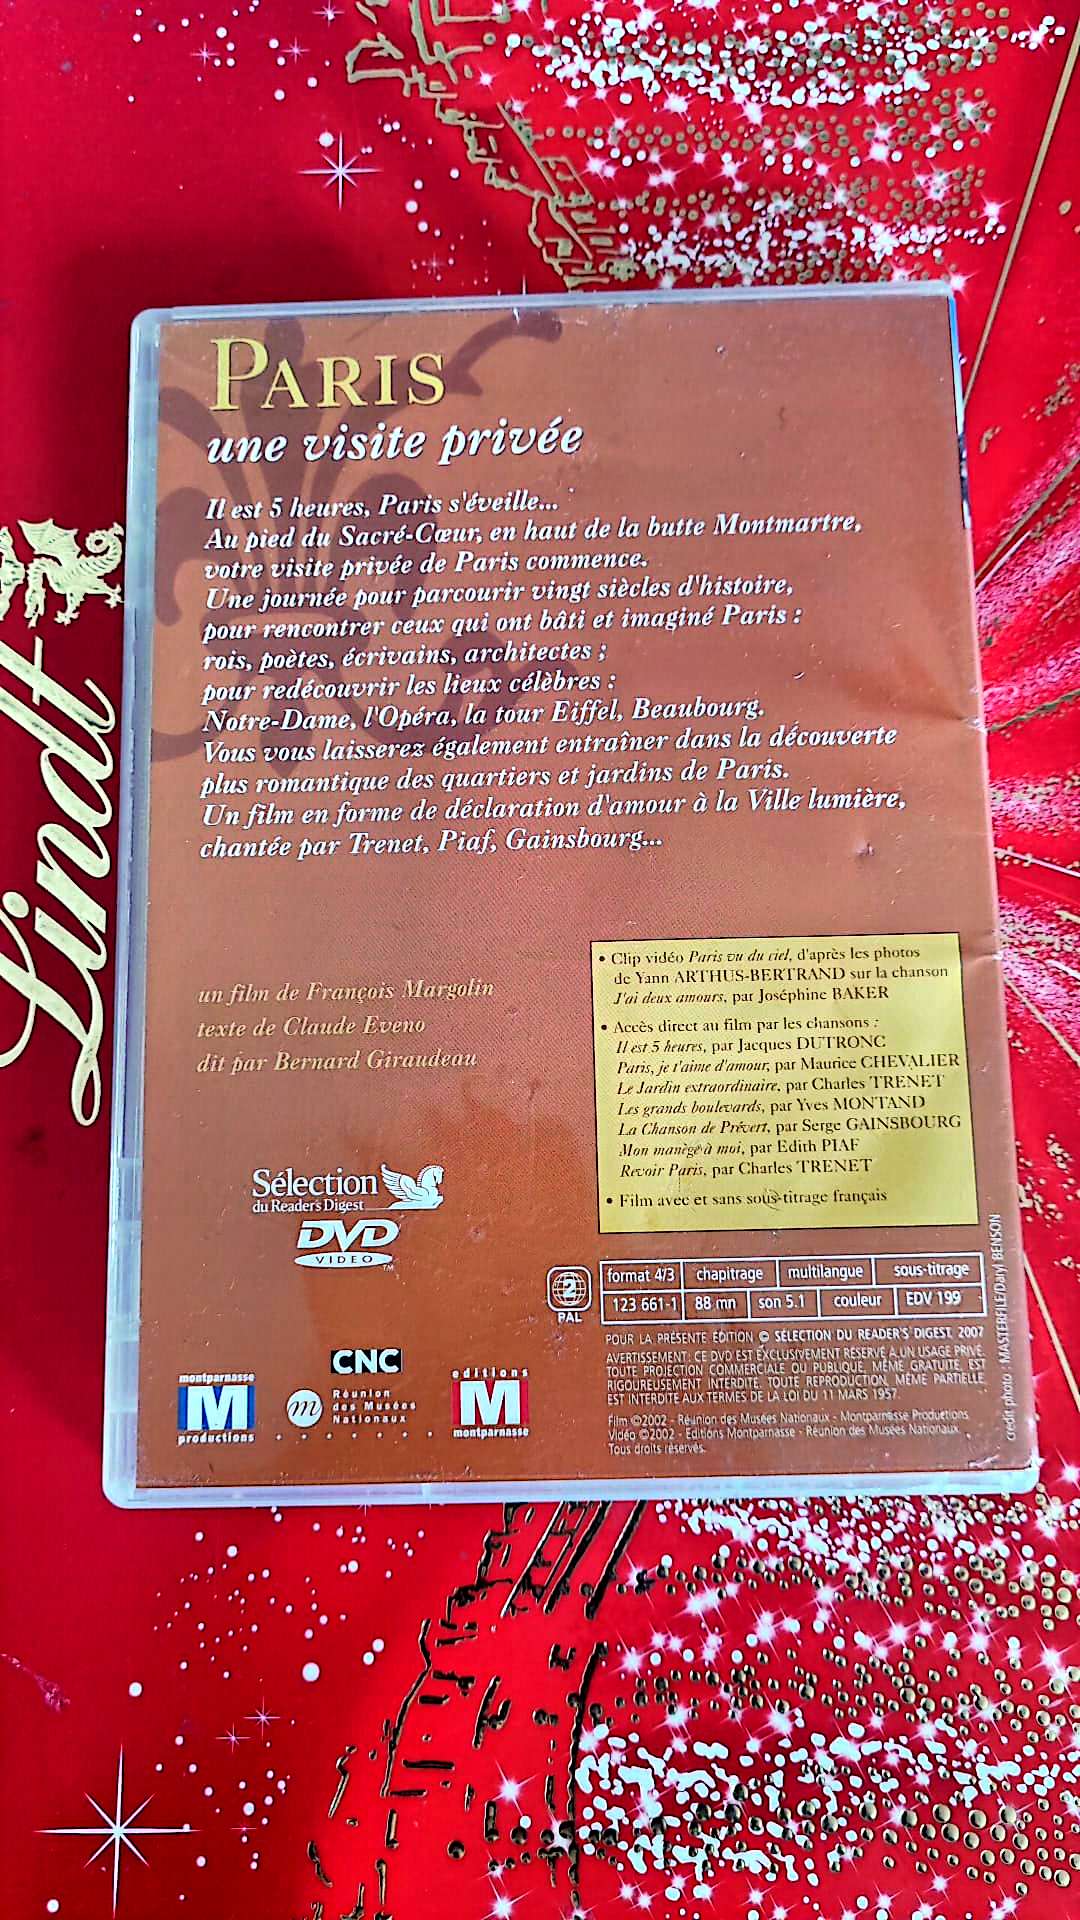 PARIS
une visite privée
Il est 5 heures, Paris s'éveille...
Au pied du Sacré-Cœur, en haut de la butte Montmartre,
votre visite privée de Paris commence.
Une journée pour parcourir vingt siècles d'histoire,
pour rencontrer ceux qui ont bâti et imaginé Paris :
rois, poètes, écrivains, architectes ;
pour redécouvrir les lieux célèbres :
Notre-Dame, l'Opéra, la tour Eiffel, Beaubourg.
Vous vous laisserez également entraîner dans la découverte
plus romantique des quartiers et jardins de Paris.
Un film en forme de déclaration d'amour à la Ville lumière,
chantée par Trenet, Piaf, Gainsbourg...
un film de François Margolin
texte de Claude Eveno
dit par Bernard Giraudeau
• Clip vidéo Paris vu du ciel, d'après les photos
de Yann ARTHUS-BERTRAND sur la chanson
J'ai deux amours, par Joséphine BAKER
• Accès direct au film par les chansons :
Il est 5 heures, par Jacques DUTRONC
Paris, je t'aime d'amour, par Maurice CHEVALIER
Le Jardin extraordinaire, par Charles TRENET
Les grands boulevards, par Yves MONTAND
La Chanson de Prévert, par Serge GAINSBOURG
Mon manège à moi, par Edith PIAF
Revoir Paris, par Charles TRENET
• Film avec et sans sous-titrage français
Sélection
du Reader's Digest
DVD
VIDEO
TM
2
PAL
format 4/3 chapitrage multilangue sous-titrage
123 661-1 88 mn son 5.1 couleur EDV 199
POUR LA PRÉSENTE ÉDITION © SÉLECTION DU READER'S DIGEST, 2007
AVERTISSEMENT : CE DVD EST EXCLUSIVEMENT RÉSERVÉ À UN USAGE PRIVÉ.
TOUTE PROJECTION COMMERCIALE OU PUBLIQUE, MÊME GRATUITE, EST
RIGOUREUSEMENT INTERDITE. TOUTE REPRODUCTION, MÊME PARTIELLE,
EST INTERDITE AUX TERMES DE LA LOI DU 11 MARS 1957.
Film ©2002 - Réunion des Musées Nationaux - Montparnasse Productions.
Vidéo ©2002 - Editions Montparnasse - Réunion des Musées Nationaux.
Tous droits réservés.
crédit photo : MASTERFILE/Daryl BENSON
CNC
montparnasse
M
productions
m
Réunion
des Musées
Nationaux
editions
M
montparnasse
Lindt